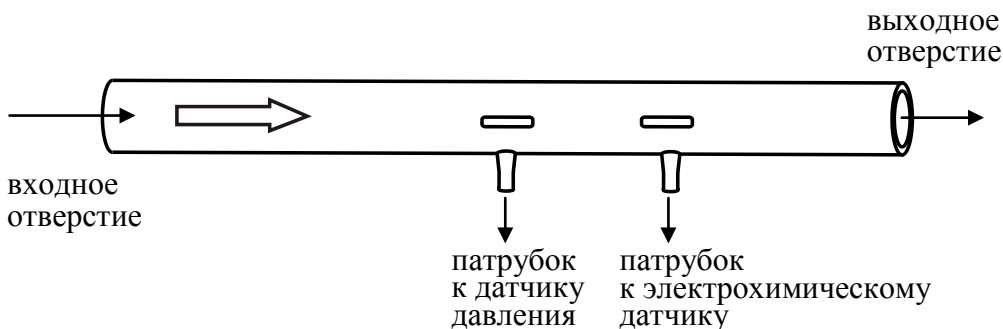 выходное
отверстие
входное
отверстие
патрубок
к датчику
давления
патрубок
к электрохимическому
датчику